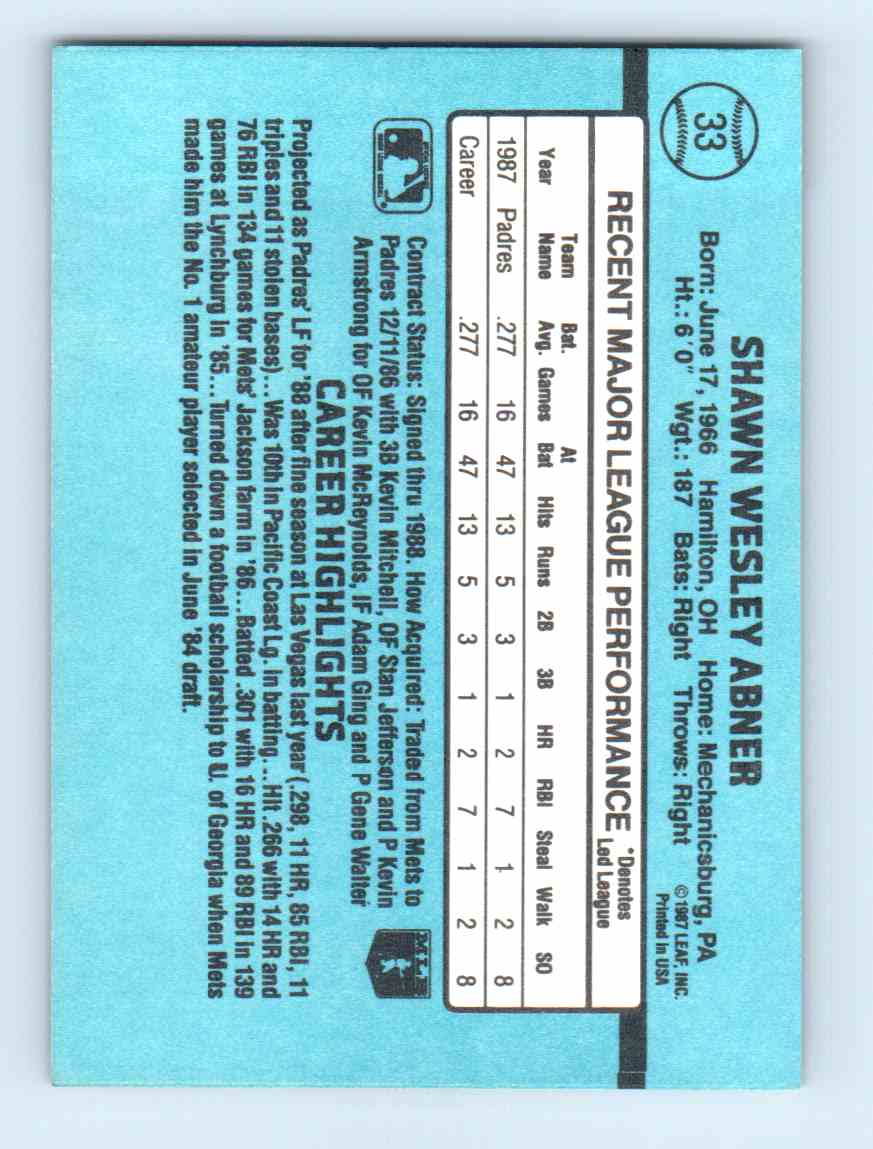 33
SHAWN WESLEY ABNER
Born: June 17, 1966 Hamilton, OH Home: Mechanicsburg, PA
Ht.: 6'0" Wgt.: 187 Bats: Right Throws: Right
©1987 LEAF, INC.
Printed in USA
RECENT MAJOR LEAGUE PERFORMANCE
*Denotes
Led League
Team Bat. At
Year Name Avg. Games Bat Hits Runs 2B 3B HR RBI Steal Walk SO
1987 Padres .277 16 47 13 5 3 1 2 7 1 2 8
Career .277 16 47 13 5 3 1 2 7 1 2 8
Contract Status: Signed thru 1988. How Acquired: Traded from Mets to
Padres 12/11/86 with 3B Kevin Mitchell, OF Stan Jefferson and P Kevin
Armstrong for OF Kevin McReynolds, IF Adam Ging and P Gene Walter
MLB
CAREER HIGHLIGHTS
Projected as Padres' LF for '88 after fine season at Las Vegas last year (.298, 11 HR, 85 RBI, 11
triples and 11 stolen bases)...Was 10th in Pacific Coast Lg. in batting...Hit .266 with 14 HR and
76 RBI in 134 games for Mets' Jackson farm in '86...Batted .301 with 16 HR and 89 RBI in 139
games at Lynchburg in '85...Turned down a football scholarship to U. of Georgia when Mets
made him the No. 1 amateur player selected in June '84 draft.